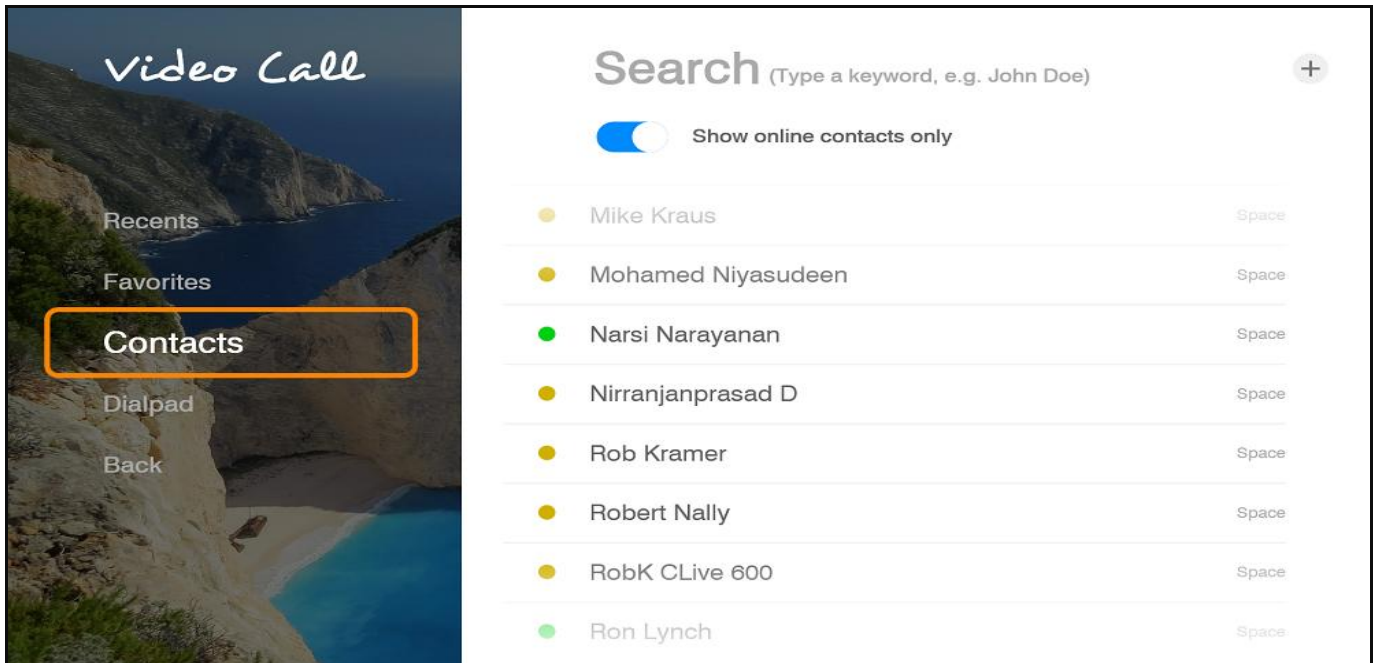 Video Call
Recents
Favorites
Contacts
Dialpad
Back
Search (Type a keyword, e.g. John Doe) +
Show online contacts only
Mike Kraus Space
Mohamed Niyasudeen Space
Narsi Narayanan Space
Nirranjanprasad D Space
Rob Kramer Space
Robert Nally Space
RobK CLive 600 Space
Ron Lynch Space